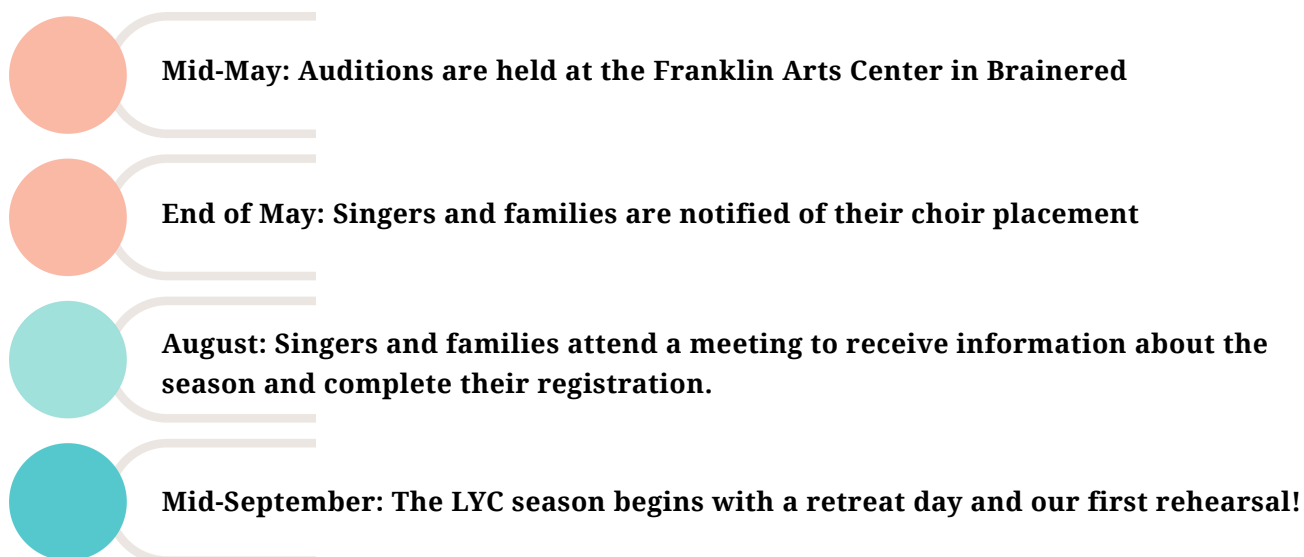 Mid-May: Auditions are held at the Franklin Arts Center in Brainered
End of May: Singers and families are notified of their choir placement
August: Singers and families attend a meeting to receive information about the
season and complete their registration.
Mid-September: The LYC season begins with a retreat day and our first rehearsal!